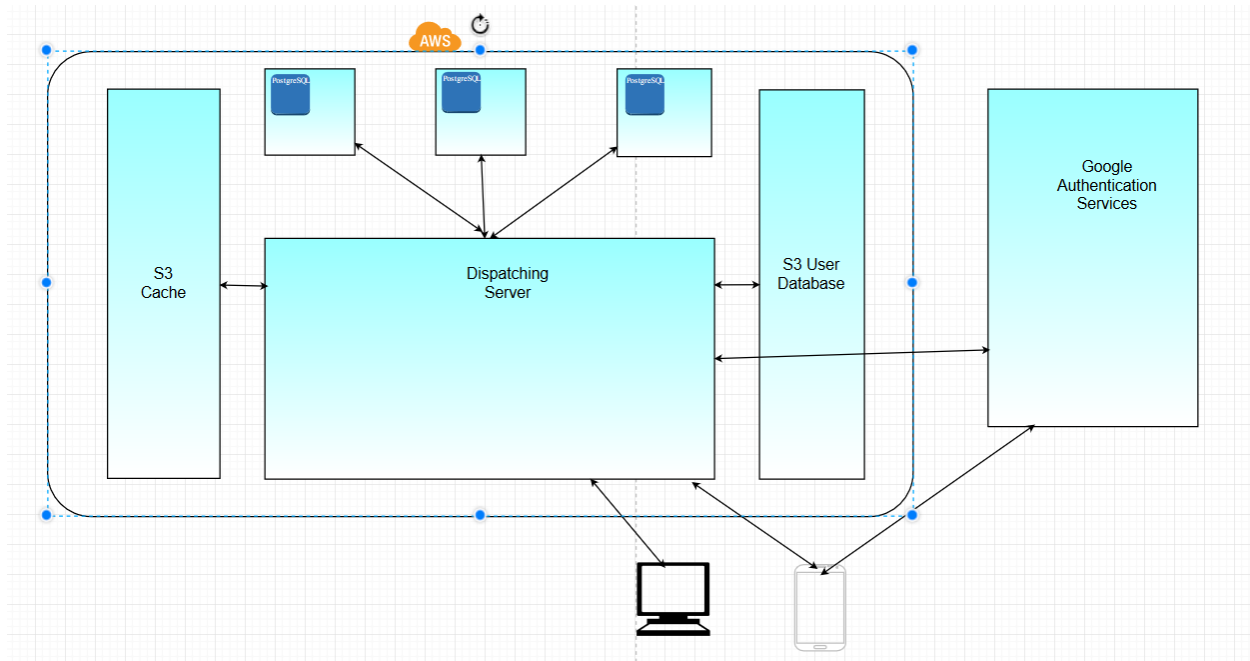 AWS
PostgreSQL
PostgreSQL
PostgreSQL
S3
Cache
Dispatching
Server
S3 User
Database
Google
Authentication
Services